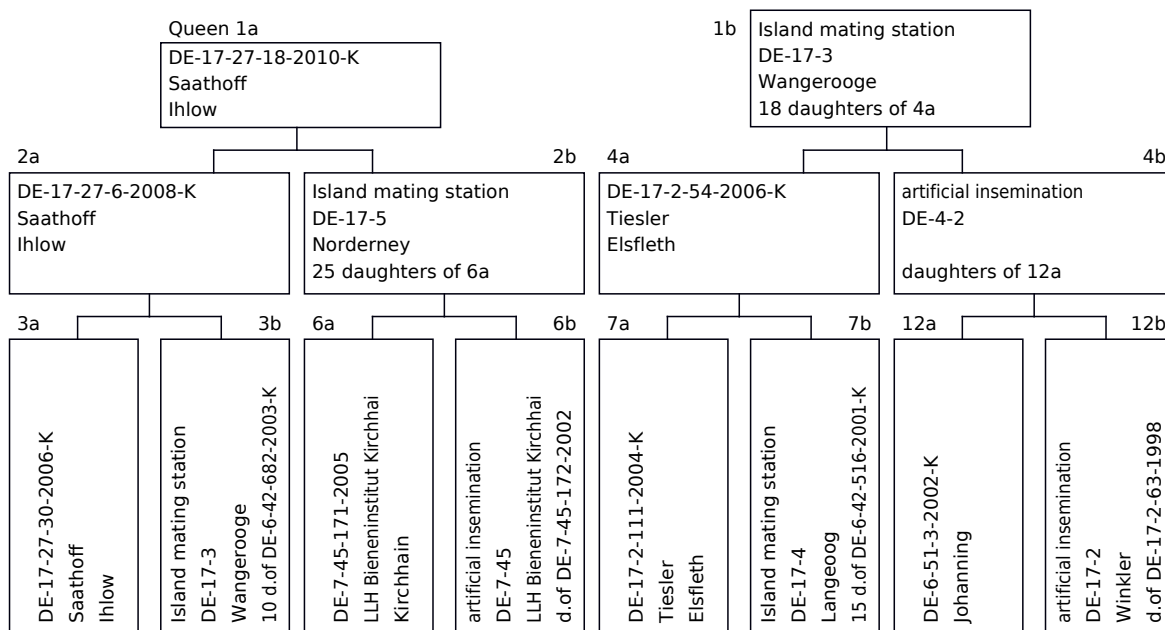 Queen 1a
DE-17-27-18-2010-K
Saathoff
Ihlow
1b
Island mating station
DE-17-3
Wangerooge
18 daughters of 4a
2a
DE-17-27-6-2008-K
Saathoff
Ihlow
2b
Island mating station
DE-17-5
Norderney
25 daughters of 6a
4a
DE-17-2-54-2006-K
Tiesler
Elsfleth
4b
artificial insemination
DE-4-2
daughters of 12a
3a
DE-17-27-30-2006-K
Saathoff
Ihlow
3b
Island mating station
DE-17-3
Wangerooge
10 d.of DE-6-42-682-2003-K
6a
DE-7-45-171-2005
LLH Bieneninstitut Kirchhai
Kirchhain
6b
artificial insemination
DE-7-45
LLH Bieneninstitut Kirchhai
d.of DE-7-45-172-2002
7a
DE-17-2-111-2004-K
Tiesler
Elsfleth
7b
Island mating station
DE-17-4
Langeoog
15 d.of DE-6-42-516-2001-K
12a
DE-6-51-3-2002-K
Johanning
12b
artificial insemination
DE-17-2
Winkler
d.of DE-17-2-63-1998